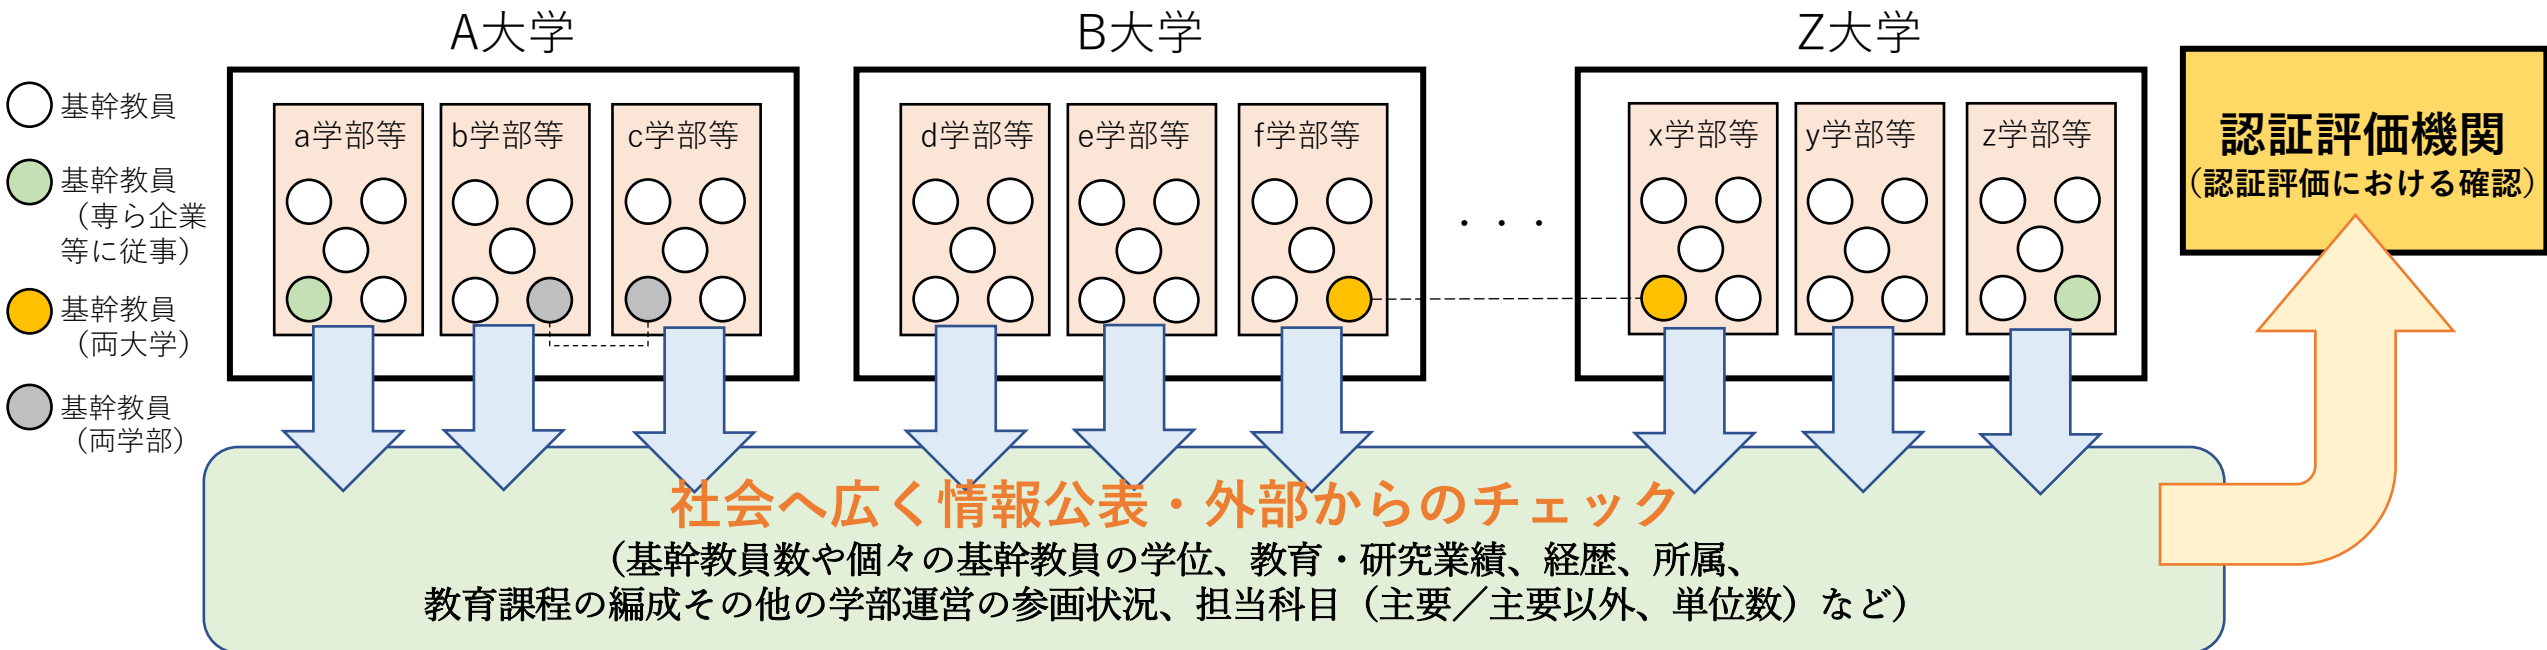 A大学
B大学
Z大学
基幹教員
基幹教員
（専ら企業
等に従事）
基幹教員
（両大学）
基幹教員
（両学部）
a学部等
b学部等
c学部等
d学部等
e学部等
f学部等
・・・
x学部等
y学部等
z学部等
認証評価機関
（認証評価における確認）
社会へ広く情報公表・外部からのチェック
（基幹教員数や個々の基幹教員の学位、教育・研究業績、経歴、所属、
教育課程の編成その他の学部運営の参画状況、担当科目（主要／主要以外、単位数）など）